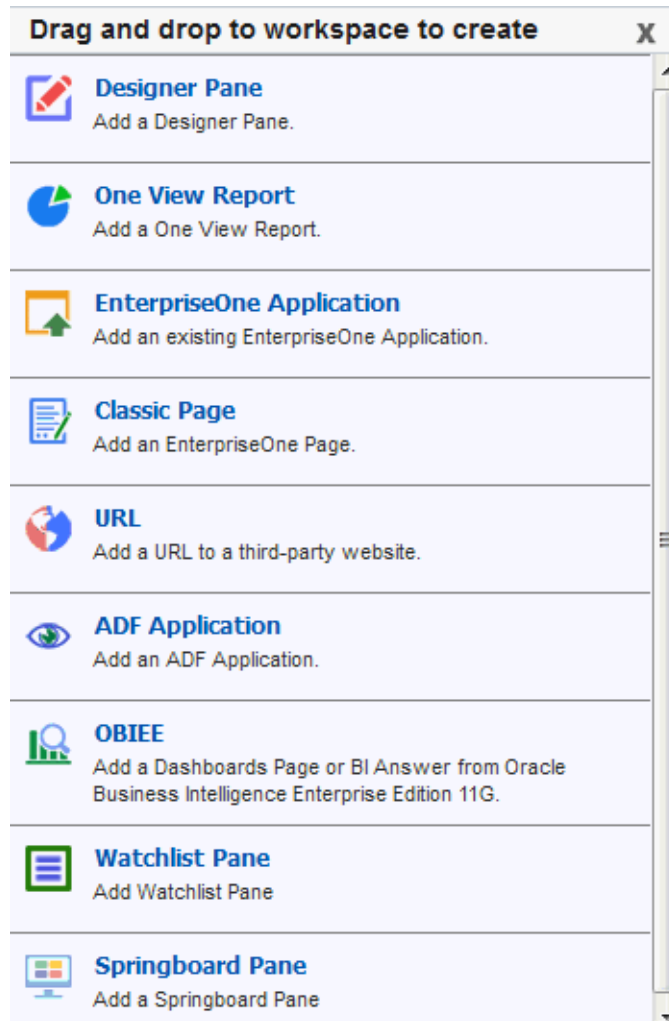 Drag and drop to workspace to create X
Designer Pane
Add a Designer Pane.
One View Report
Add a One View Report.
EnterpriseOne Application
Add an existing EnterpriseOne Application.
Classic Page
Add an EnterpriseOne Page.
URL
Add a URL to a third-party website.
ADF Application
Add an ADF Application.
OBIEE
Add a Dashboards Page or BI Answer from Oracle
Business Intelligence Enterprise Edition 11G.
Watchlist Pane
Add Watchlist Pane
Springboard Pane
Add a Springboard Pane